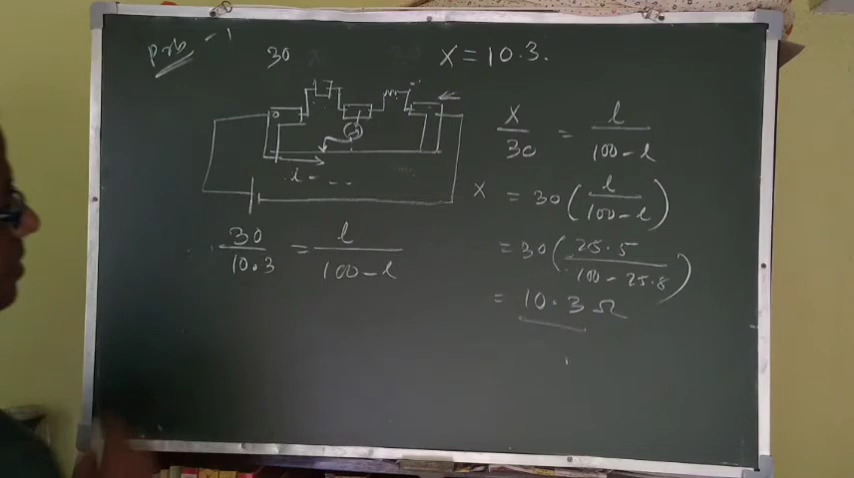 Prb - 1
30
X = 10.3.
l - - -
X/30 = l/100-l
X = 30(l/100-l)
= 30(25.5/100-25.8)
= 10.3 Ω
30/10.3 = l/100-l